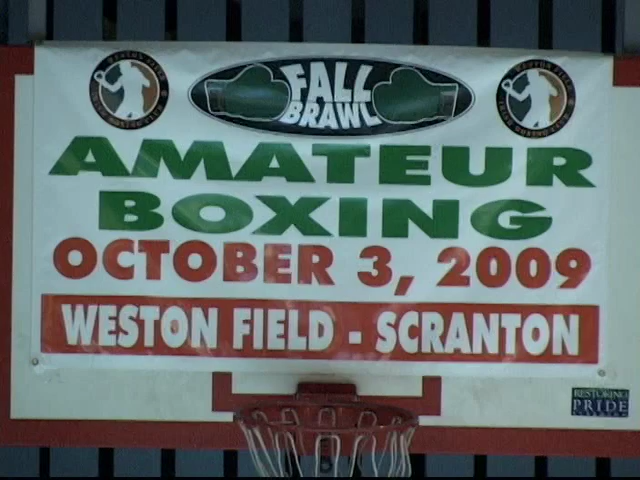 FALL
BRAWL
AMATEUR
BOXING
OCTOBER 3, 2009
WESTON FIELD - SCRANTON
RESTORING
PRIDE